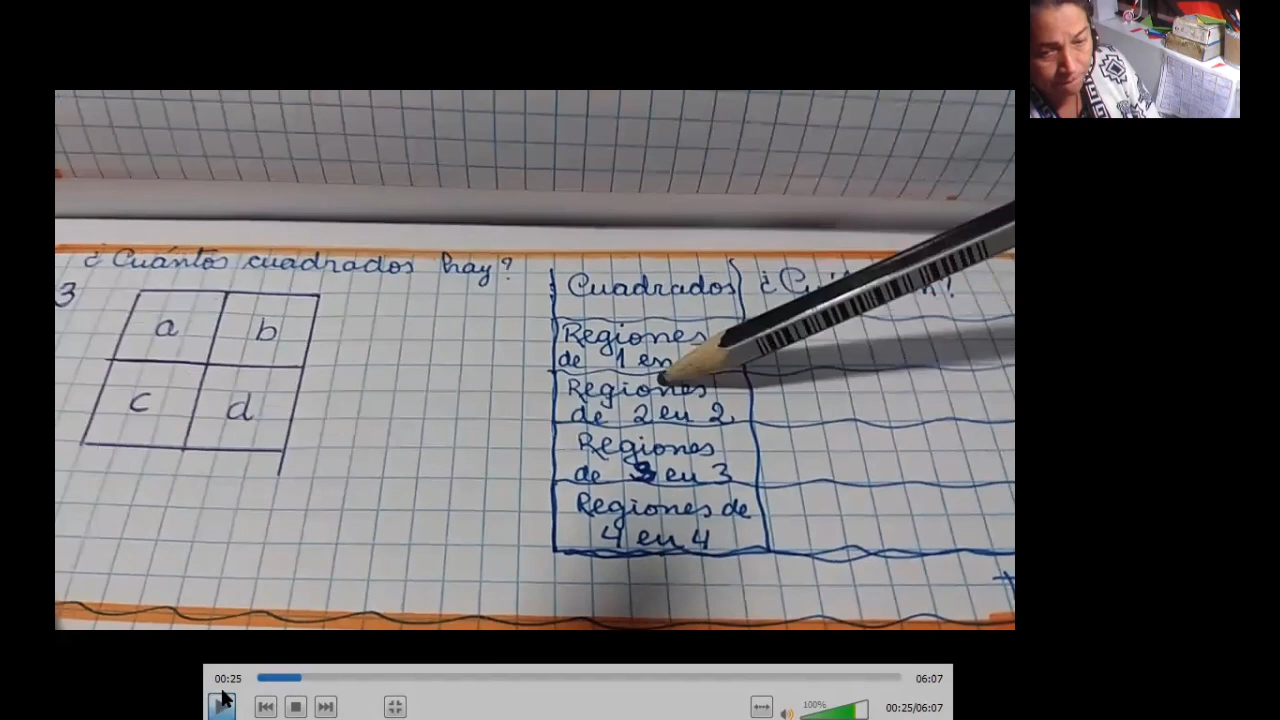 ¿Cuántos cuadrados hay?
3
a b
c d
Cuadrados
Regiones
de 1 en
Regiones
de 2 en 2
Regiones
de 3 en 3
Regiones de
4 en 4
00:25
06:07
100%
00:25/06:07